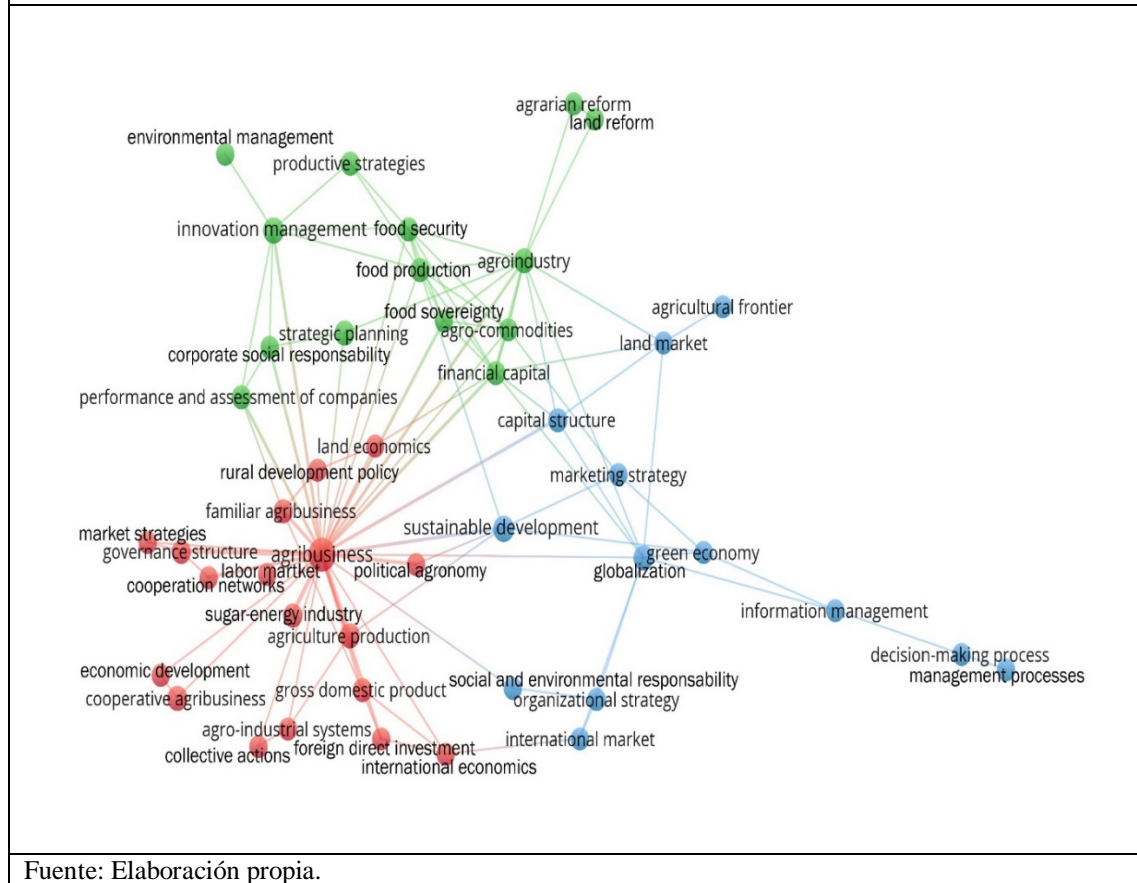 agrarian reform
land reform
environmental management
productive strategies
innovation management
food security
food production
agroindustry
agricultural frontier
food sovereignty
agro-commodities
strategic planning
land market
corporate social responsability
financial capital
performance and assessment of companies
capital structure
land economics
rural development policy
marketing strategy
familiar agribusiness
sustainable development
market strategies
governance structure
agribusiness
green economy
labor martket
political agronomy
globalization
cooperation networks
sugar-energy industry
information management
agriculture production
decision-making process
economic development
management processes
social and environmental responsability
cooperative agribusiness
gross domestic product
organizational strategy
agro-industrial systems
international market
collective actions
foreign direct investment
international economics
Fuente: Elaboración propia.